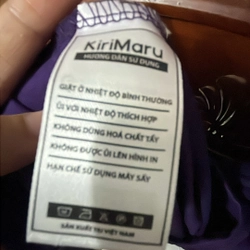 KiriMaru
HƯỚNG DẪN SỬ DỤNG
GIẶT Ở NHIỆT ĐỘ BÌNH THƯỜNG
ỦI VỚI NHIỆT ĐỘ THÍCH HỢP
KHÔNG DÙNG HOÁ CHẤT TẨY
KHÔNG ĐƯỢC ỦI LÊN HÌNH IN
HẠN CHẾ SỬ DỤNG MÁY SẤY
SẢN XUẤT TẠI VIỆT NAM